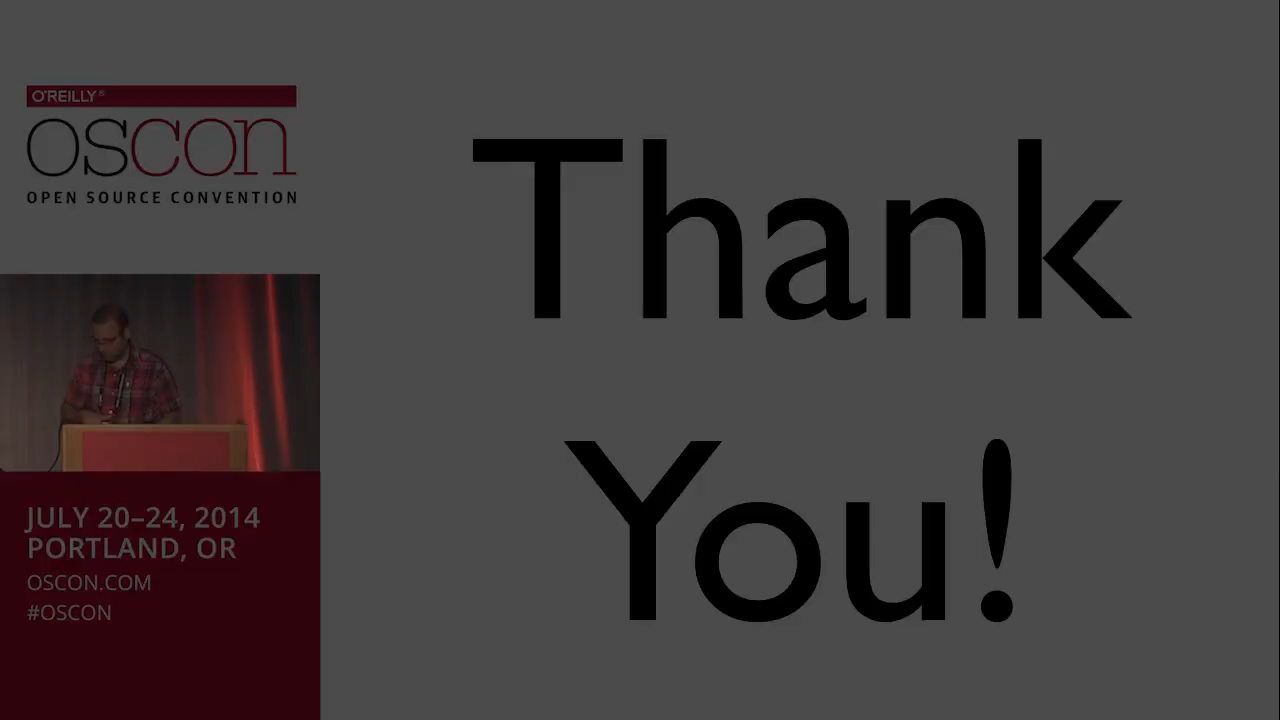 O'REILLY®
OSCON
OPEN SOURCE CONVENTION
Thank
You!
JULY 20–24, 2014
PORTLAND, OR
OSCON.COM
#OSCON